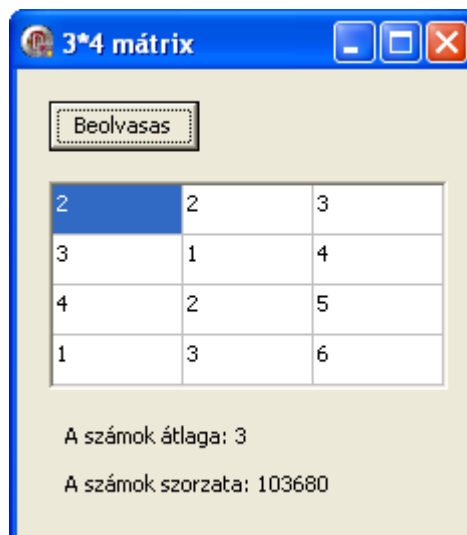 3*4 mátrix
Beolvasas
2 2 3
3 1 4
4 2 5
1 3 6
A számok átlaga: 3
A számok szorzata: 103680